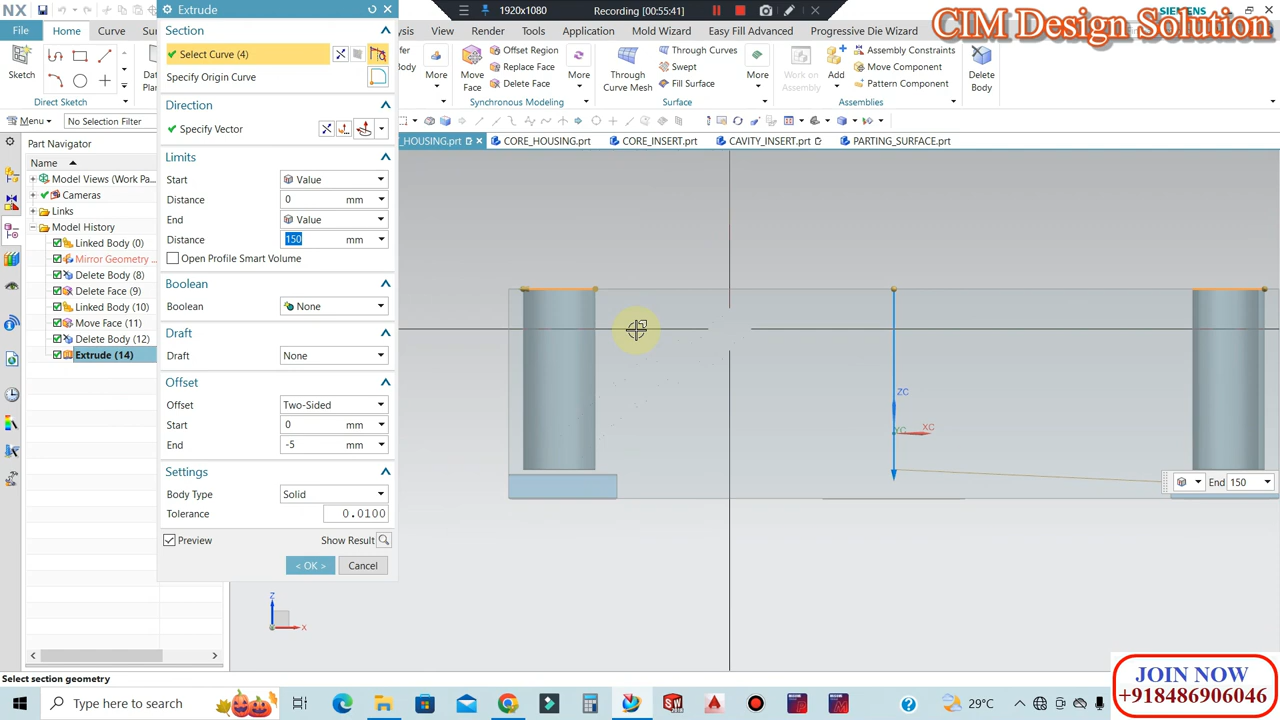 NX
Extrude
1920x1080
Recording [00:55:41]
SIEMENS
CIM Design Solution
File
Home
Curve
View
Render
Tools
Application
Mold Wizard
Easy Fill Advanced
Progressive Die Wizard
Sketch
Direct Sketch
Body
More
Move Face
Offset Region
Replace Face
Delete Face
More
Synchronous Modeling
Through Curve Mesh
Through Curves
Swept
Fill Surface
More
Surface
Work on Assembly
Add
Assembly Constraints
Move Component
Pattern Component
Assemblies
Delete Body
Menu
No Selection Filter
_HOUSING.prt
CORE_HOUSING.prt
CORE_INSERT.prt
CAVITY_INSERT.prt
PARTING_SURFACE.prt
Part Navigator
Name
Model Views (Work Pa...
Cameras
Links
Model History
Linked Body (0)
Mirror Geometry ...
Delete Body (8)
Delete Face (9)
Linked Body (10)
Move Face (11)
Delete Body (12)
Extrude (14)
Section
Select Curve (4)
Specify Origin Curve
Direction
Specify Vector
Limits
Start
Value
Distance
0
mm
End
Value
Distance
150
mm
Open Profile Smart Volume
Boolean
Boolean
None
Draft
Draft
None
Offset
Offset
Two-Sided
Start
0
mm
End
-5
mm
Settings
Body Type
Solid
Tolerance
0.0100
Preview
Show Result
< OK >
Cancel
ZC
YC
XC
End
150
Z
X
Select section geometry
JOIN NOW
+918486906046
Type here to search
29°C